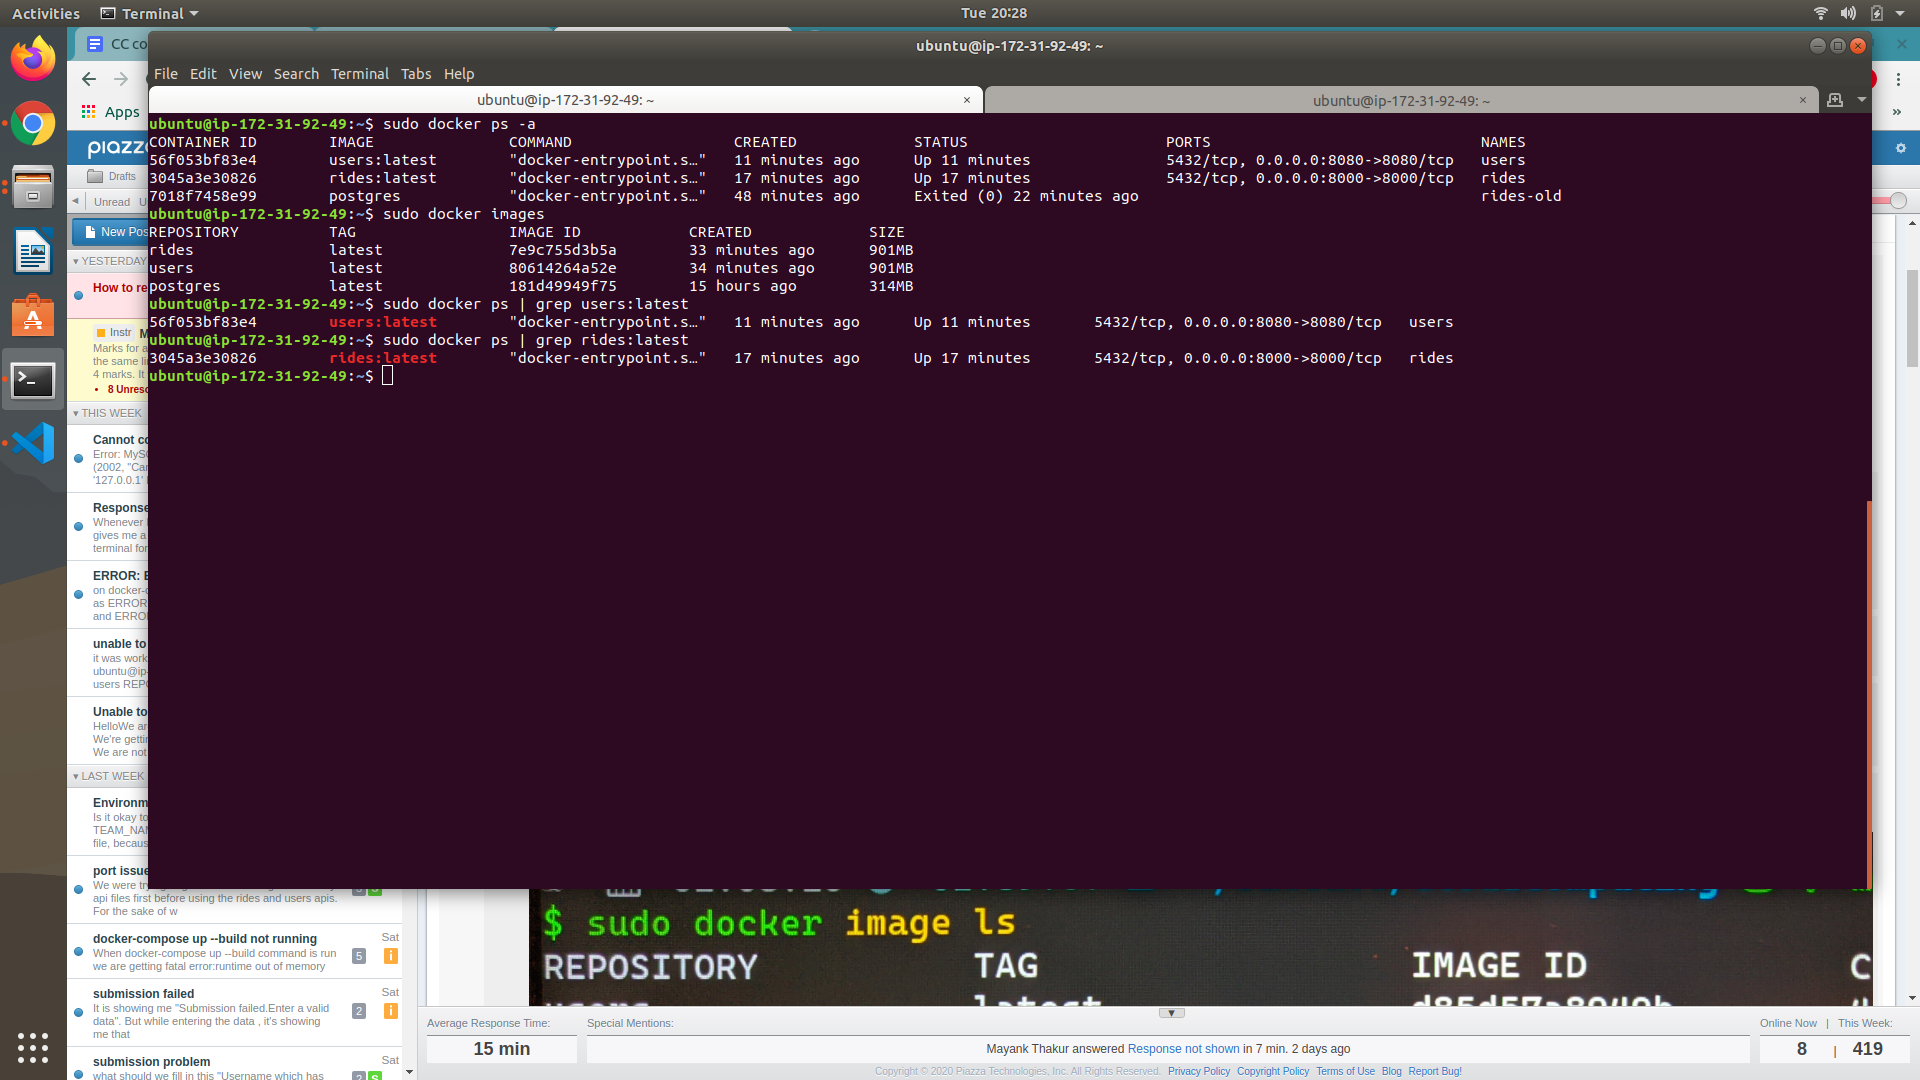 Activities
Terminal
Tue 20:28
CC co
ubuntu@ip-172-31-92-49: ~
File Edit View Search Terminal Tabs Help
Apps
ubuntu@ip-172-31-92-49: ~ ×
ubuntu@ip-172-31-92-49: ~ ×
ubuntu@ip-172-31-92-49:~$ sudo docker ps -a
CONTAINER ID IMAGE COMMAND CREATED STATUS PORTS NAMES
56f053bf83e4 users:latest "docker-entrypoint.s…" 11 minutes ago Up 11 minutes 5432/tcp, 0.0.0.0:8080->8080/tcp users
3045a3e30826 rides:latest "docker-entrypoint.s…" 17 minutes ago Up 17 minutes 5432/tcp, 0.0.0.0:8000->8000/tcp rides
7018f7458e99 postgres "docker-entrypoint.s…" 48 minutes ago Exited (0) 22 minutes ago rides-old
ubuntu@ip-172-31-92-49:~$ sudo docker images
REPOSITORY TAG IMAGE ID CREATED SIZE
rides latest 7e9c755d3b5a 33 minutes ago 901MB
users latest 80614264a52e 34 minutes ago 901MB
postgres latest 181d49949f75 15 hours ago 314MB
ubuntu@ip-172-31-92-49:~$ sudo docker ps | grep users:latest
56f053bf83e4 users:latest "docker-entrypoint.s…" 11 minutes ago Up 11 minutes 5432/tcp, 0.0.0.0:8080->8080/tcp users
ubuntu@ip-172-31-92-49:~$ sudo docker ps | grep rides:latest
3045a3e30826 rides:latest "docker-entrypoint.s…" 17 minutes ago Up 17 minutes 5432/tcp, 0.0.0.0:8000->8000/tcp rides
ubuntu@ip-172-31-92-49:~$
piazz
Drafts
Unread U
New Pos
YESTERDAY
How to re
Instr M
Marks for a
the same li
4 marks. It
8 Unreso
THIS WEEK
Cannot co
Error: MyS
(2002, "Can
'127.0.0.1'
Response
Whenever
gives me a
terminal for
ERROR: E
on docker-c
as ERROR
and ERRO
unable to
it was work
ubuntu@ip-
users REPO
Unable to
HelloWe ar
We're gettin
We are not
LAST WEEK
Environm
Is it okay to
TEAM_NAM
file, becaus
port issue
We were try
api files first before using the rides and users apis.
For the sake of w
docker-compose up --build not running Sat
When docker-compose up --build command is run 5 i
we are getting fatal error:runtime out of memory
submission failed Sat
It is showing me "Submission failed.Enter a valid 2 i
data". But while entering the data , it's showing
me that
submission problem Sat
what should we fill in this "Username which has
$ sudo docker image ls
REPOSITORY TAG IMAGE ID C
Average Response Time: Special Mentions: Online Now | This Week:
15 min Mayank Thakur answered Response not shown in 7 min. 2 days ago 8 | 419
Copyright © 2020 Piazza Technologies, Inc. All Rights Reserved. Privacy Policy Copyright Policy Terms of Use Blog Report Bug!